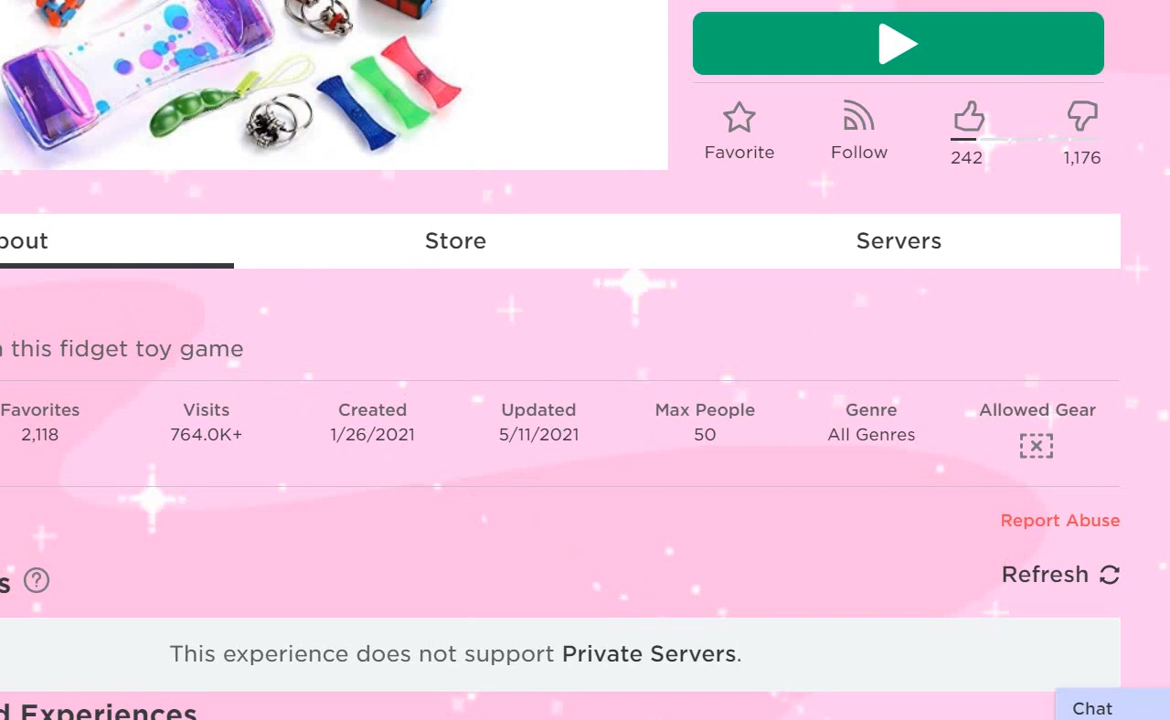 Favorite Follow 242 1,176
bout Store Servers
this fidget toy game
Favorites Visits Created Updated Max People Genre Allowed Gear
2,118 764.0K+ 1/26/2021 5/11/2021 50 All Genres
Report Abuse
s Refresh
This experience does not support Private Servers.
d Experiences
Chat